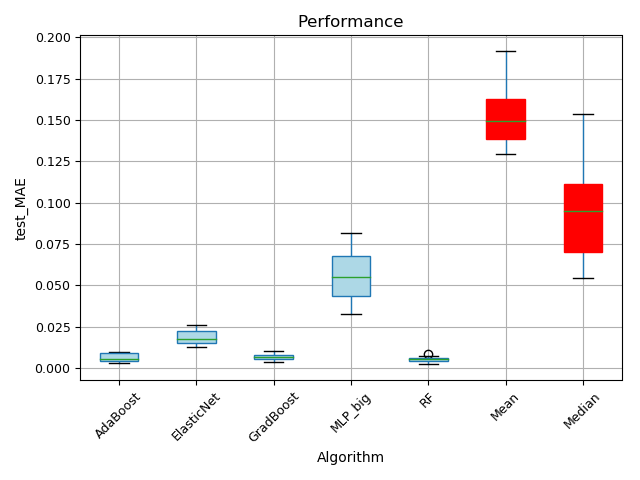 Performance
0.200
0.175
0.150
0.125
0.100
0.075
0.050
0.025
0.000
test_MAE
AdaBoost
ElasticNet
GradBoost
MLP_big
RF
Mean
Median
Algorithm